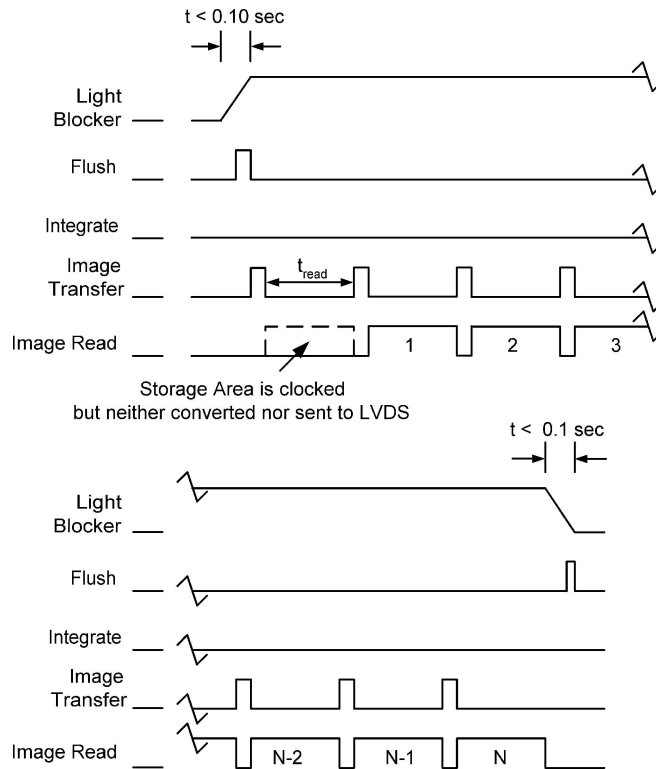 t < 0.10 sec
Light
Blocker
Flush
Integrate
Image
Transfer
t_read
Image Read
1
2
3
Storage Area is clocked
but neither converted nor sent to LVDS
t < 0.1 sec
Light
Blocker
Flush
Integrate
Image
Transfer
Image Read
N-2
N-1
N